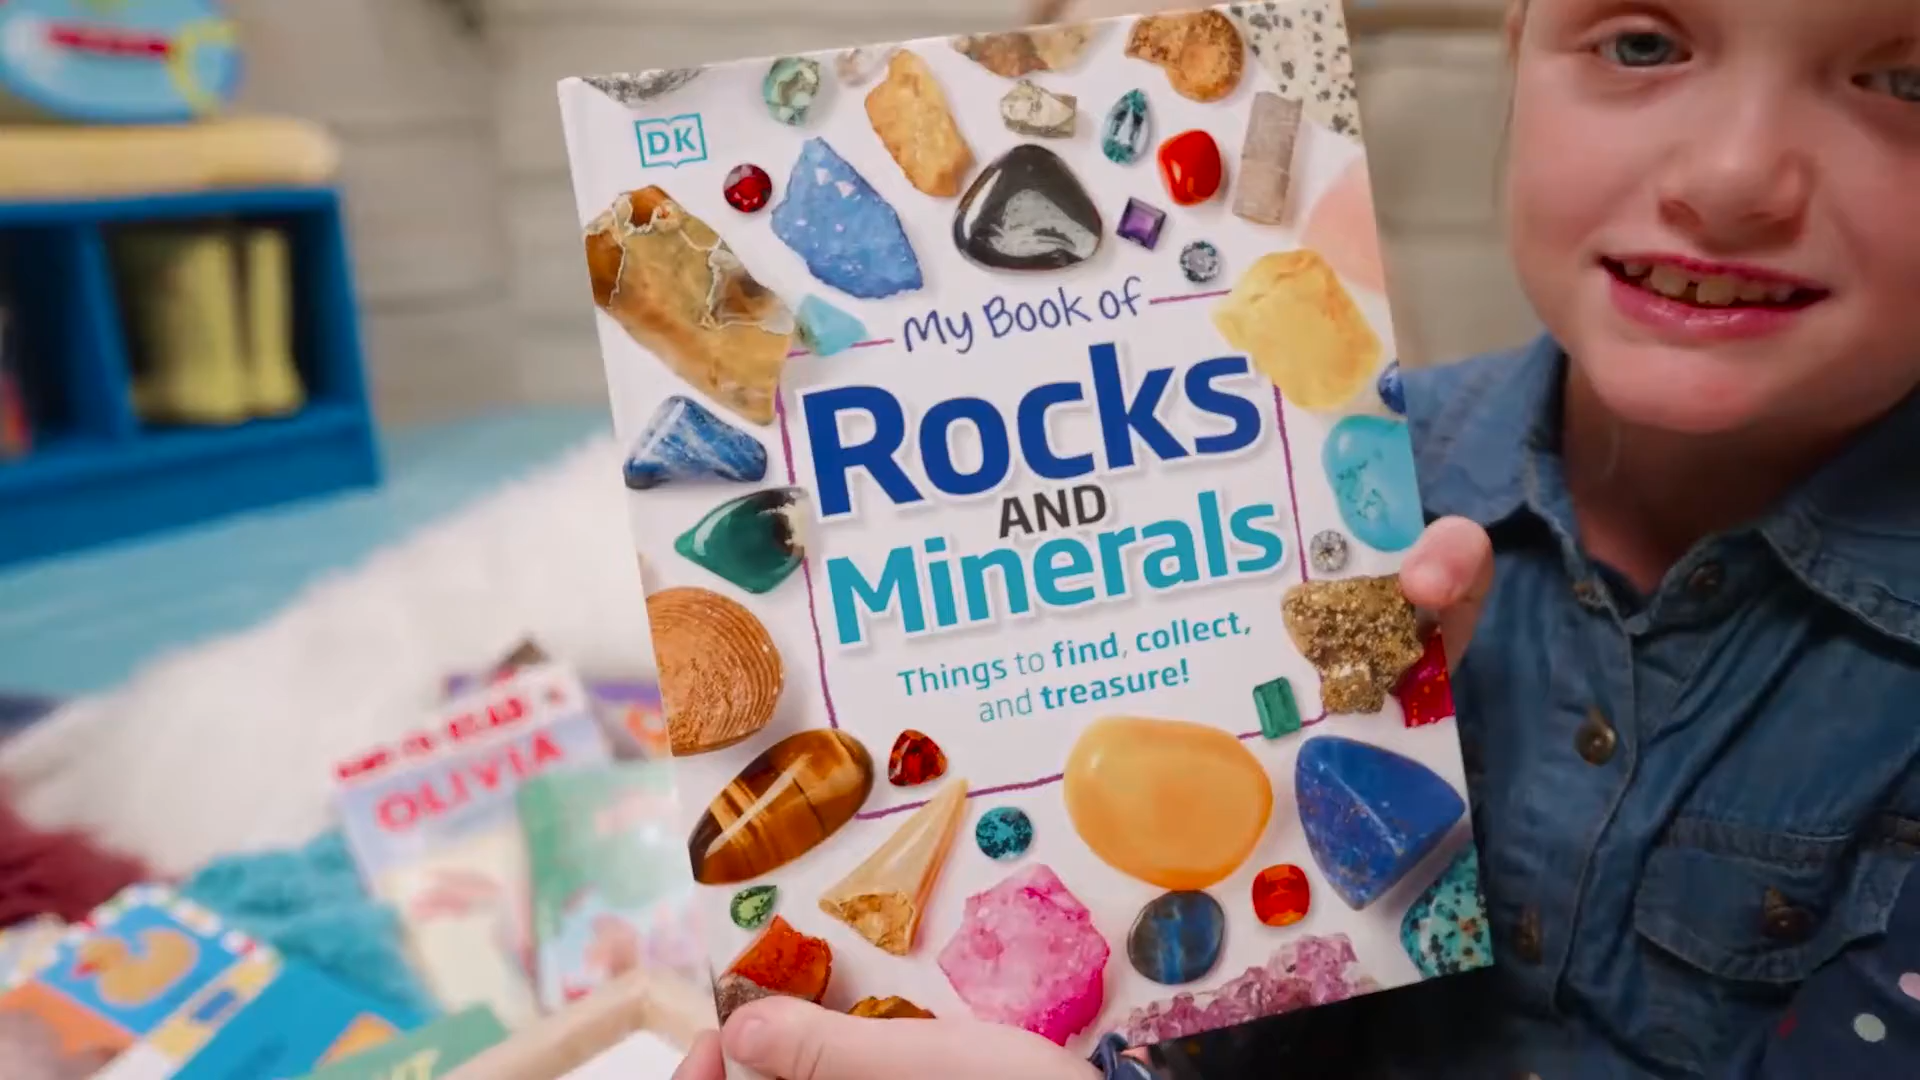 DK
My Book of
Rocks
AND
Minerals
Things to find, collect,
and treasure!
OLIVIA